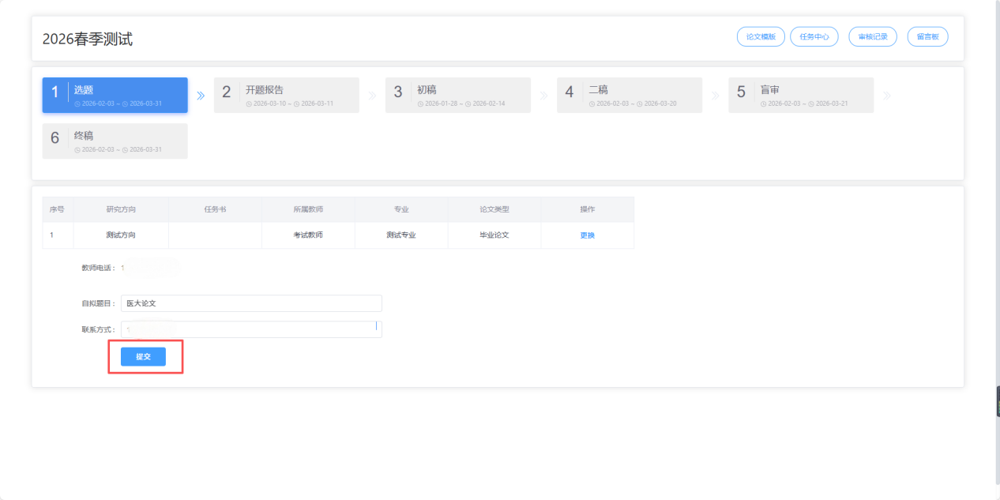 2026春季测试
论文模版 任务中心 审核记录 留言板
1 选题 2026-02-03 ~ 2026-03-31
2 开题报告 2026-03-10 ~ 2026-03-11
3 初稿 2026-01-28 ~ 2026-02-14
4 二稿 2026-02-03 ~ 2026-03-20
5 盲审 2026-02-03 ~ 2026-03-21
6 终稿 2026-02-03 ~ 2026-03-31
序号 研究方向 任务书 所属教师 专业 论文类型 操作
1 测试方向 考试教师 测试专业 毕业论文 更换
教师电话： 1
自拟题目： 医大论文
联系方式： 1
提交